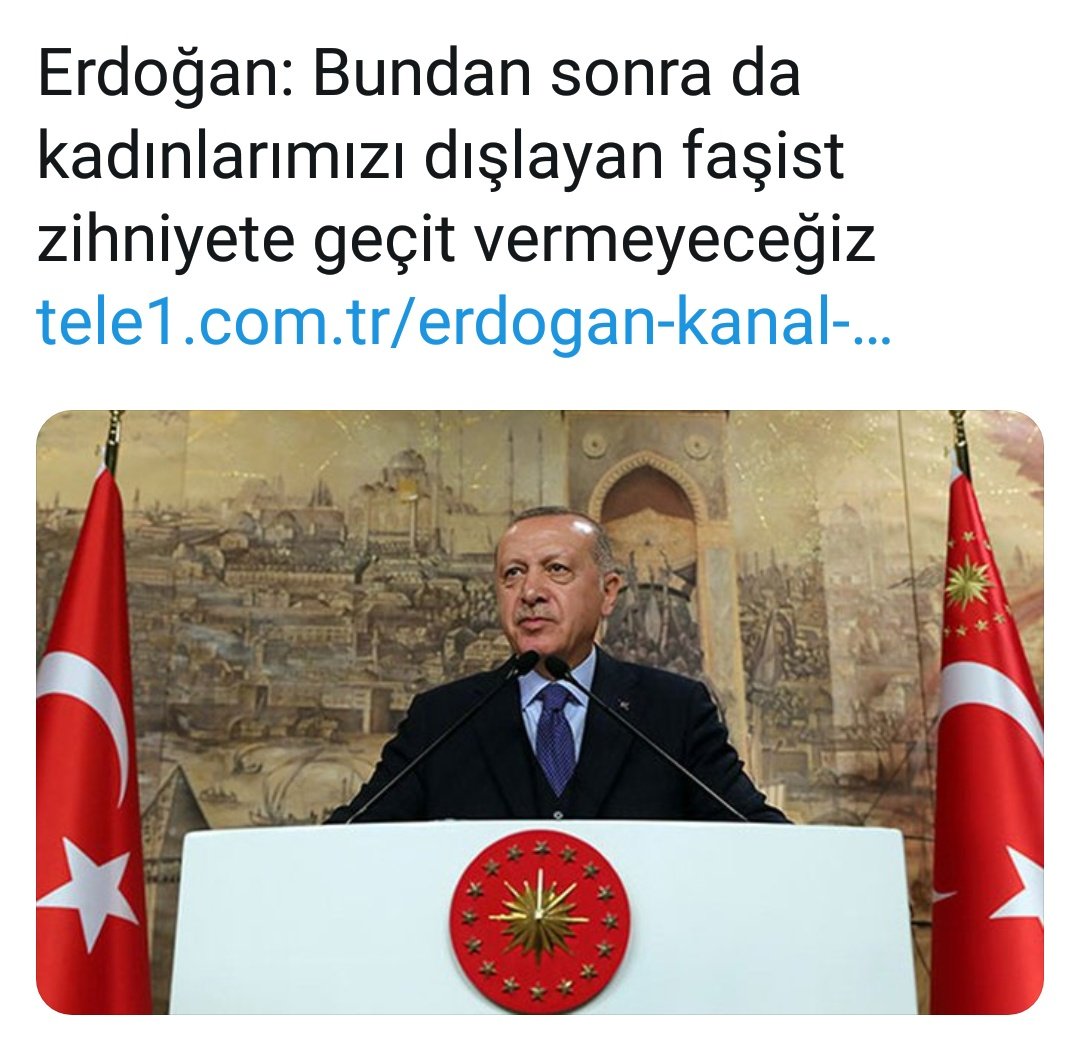 Erdoğan: Bundan sonra da
kadınlarımızı dışlayan faşist
zihniyete geçit vermeyeceğiz
tele1.com.tr/erdogan-kanal-...